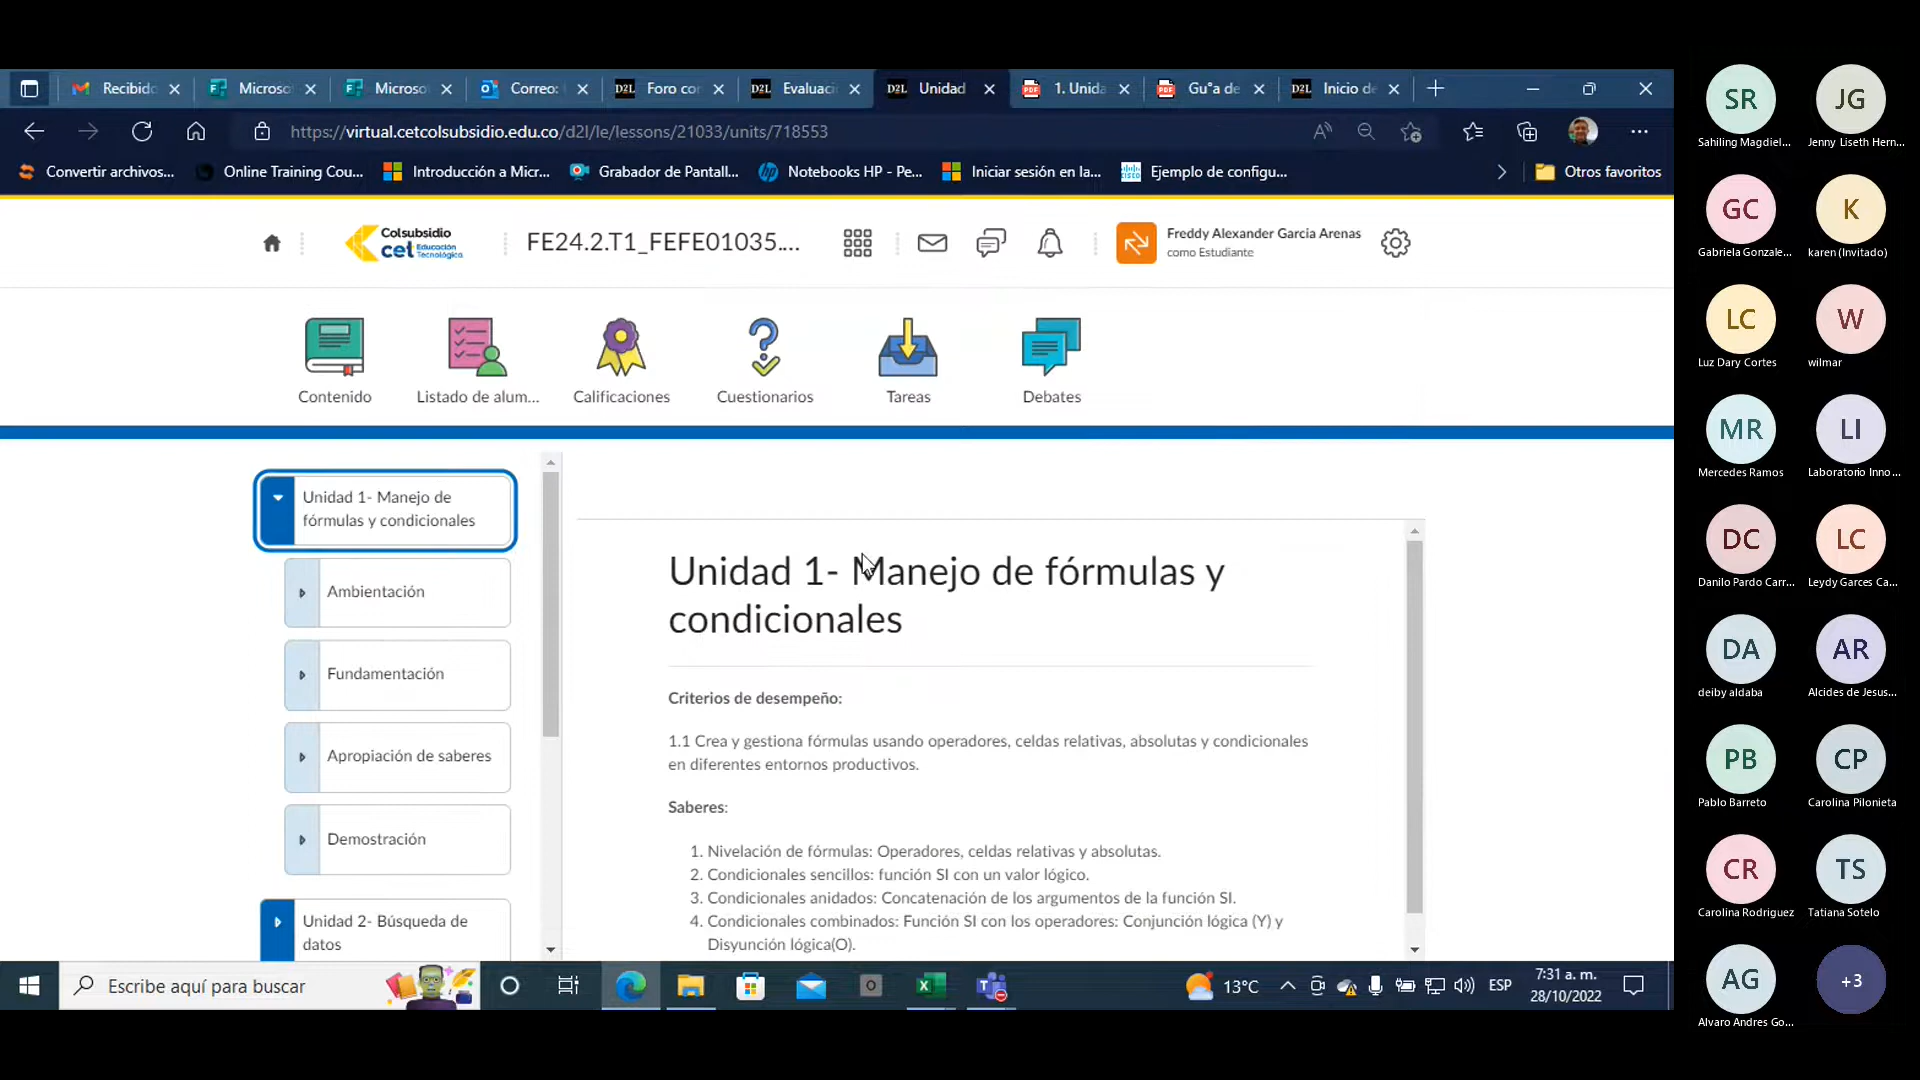 Recibido
Microso
Microso
Correo:
D2L Foro co
D2L Evaluaci
D2L Unidad
PDF 1. Unida
PDF Gu°a de
D2L Inicio de
https://virtual.cetcolsubsidio.edu.co/d2l/le/lessons/21033/units/718553
Convertir archivos...
Online Training Cou...
Introducción a Micr...
Grabador de Pantall...
Notebooks HP - Pe...
Iniciar sesión en la...
Ejemplo de configu...
Otros favoritos
Colsubsidio
cet Educación Tecnológica
FE24.2.T1_FEFE01035....
Freddy Alexander Garcia Arenas
como Estudiante
Contenido
Listado de alum...
Calificaciones
Cuestionarios
Tareas
Debates
Unidad 1- Manejo de
fórmulas y condicionales
Ambientación
Fundamentación
Apropiación de saberes
Demostración
Unidad 2- Búsqueda de
datos
Unidad 1- Manejo de fórmulas y
condicionales
Criterios de desempeño:
1.1 Crea y gestiona fórmulas usando operadores, celdas relativas, absolutas y condicionales
en diferentes entornos productivos.
Saberes:
1. Nivelación de fórmulas: Operadores, celdas relativas y absolutas.
2. Condicionales sencillos: función SI con un valor lógico.
3. Condicionales anidados: Concatenación de los argumentos de la función SI.
4. Condicionales combinados: Función SI con los operadores: Conjunción lógica (Y) y
Disyunción lógica(O).
Escribe aquí para buscar
13°C
ESP
7:31 a. m.
28/10/2022
SR
Sahiling Magdiel...
JG
Jenny Liseth Hern...
GC
Gabriela Gonzale...
K
karen (Invitado)
LC
Luz Dary Cortes
W
wilmar
MR
Mercedes Ramos
LI
Laboratorio Inno...
DC
Danilo Pardo Carr...
LC
Leydy Garces Ca...
DA
deiby aldaba
AR
Alcides de Jesus...
PB
Pablo Barreto
CP
Carolina Pilonieta
CR
Carolina Rodriguez
TS
Tatiana Sotelo
AG
Alvaro Andres Go...
+3